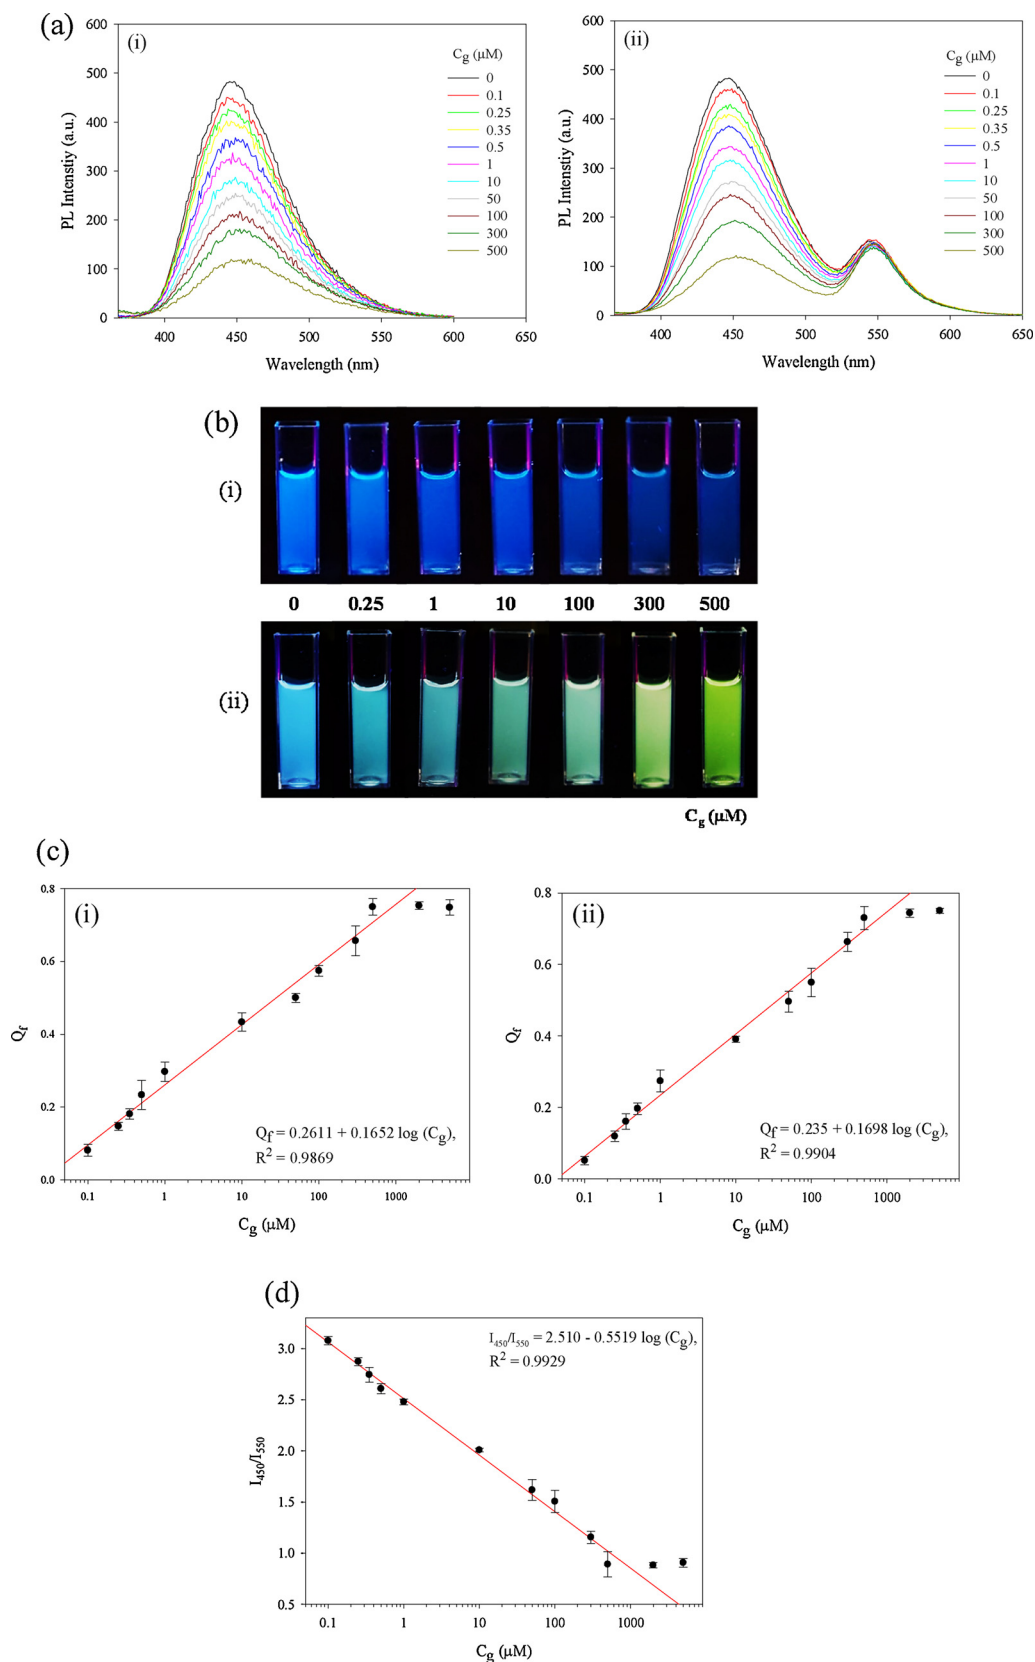 (a)
(i)
600
500
400
300
200
100
0
PL Intenstiy (a.u.)
400 450 500 550 600 650
Wavelength (nm)
Cg (μM)
0
0.1
0.25
0.35
0.5
1
10
50
100
300
500
(ii)
600
500
400
300
200
100
0
PL Intenstiy (a.u.)
400 450 500 550 600 650
Wavelength (nm)
Cg (μM)
0
0.1
0.25
0.35
0.5
1
10
50
100
300
500
(b)
(i)
0 0.25 1 10 100 300 500
(ii)
Cg (μM)
(c)
(i)
0.8
0.6
0.4
0.2
0.0
Qf
Qf = 0.2611 + 0.1652 log (Cg),
R² = 0.9869
0.1 1 10 100 1000
Cg (μM)
(ii)
0.8
0.6
0.4
0.2
0.0
Qf
Qf = 0.235 + 0.1698 log (Cg),
R² = 0.9904
0.1 1 10 100 1000
Cg (μM)
(d)
3.0
2.5
2.0
1.5
1.0
0.5
I450/I550
I450/I550 = 2.510 - 0.5519 log (Cg),
R² = 0.9929
0.1 1 10 100 1000
Cg (μM)